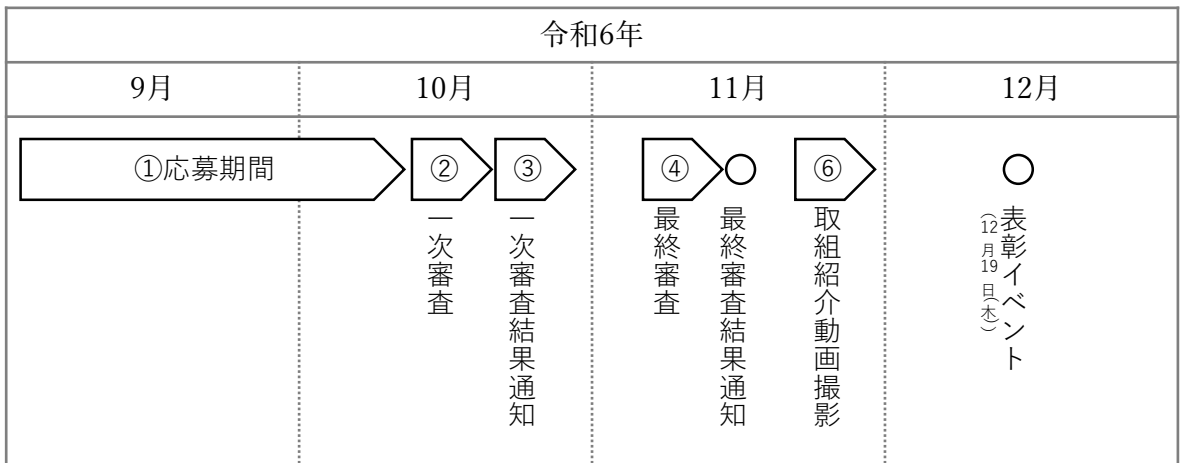 令和6年
9月
10月
11月
12月
①応募期間
②
③
④
⑥
一次審査
一次審査結果通知
最終審査
最終審査結果通知
取組紹介動画撮影
表彰イベント
（12月19日(木)）